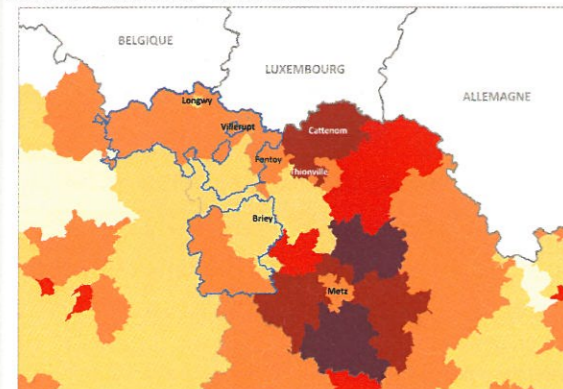 BELGIQUE
LUXEMBOURG
ALLEMAGNE
Longwy
Villerupt
Cattenom
Fontoy
Thionville
Briey
Metz